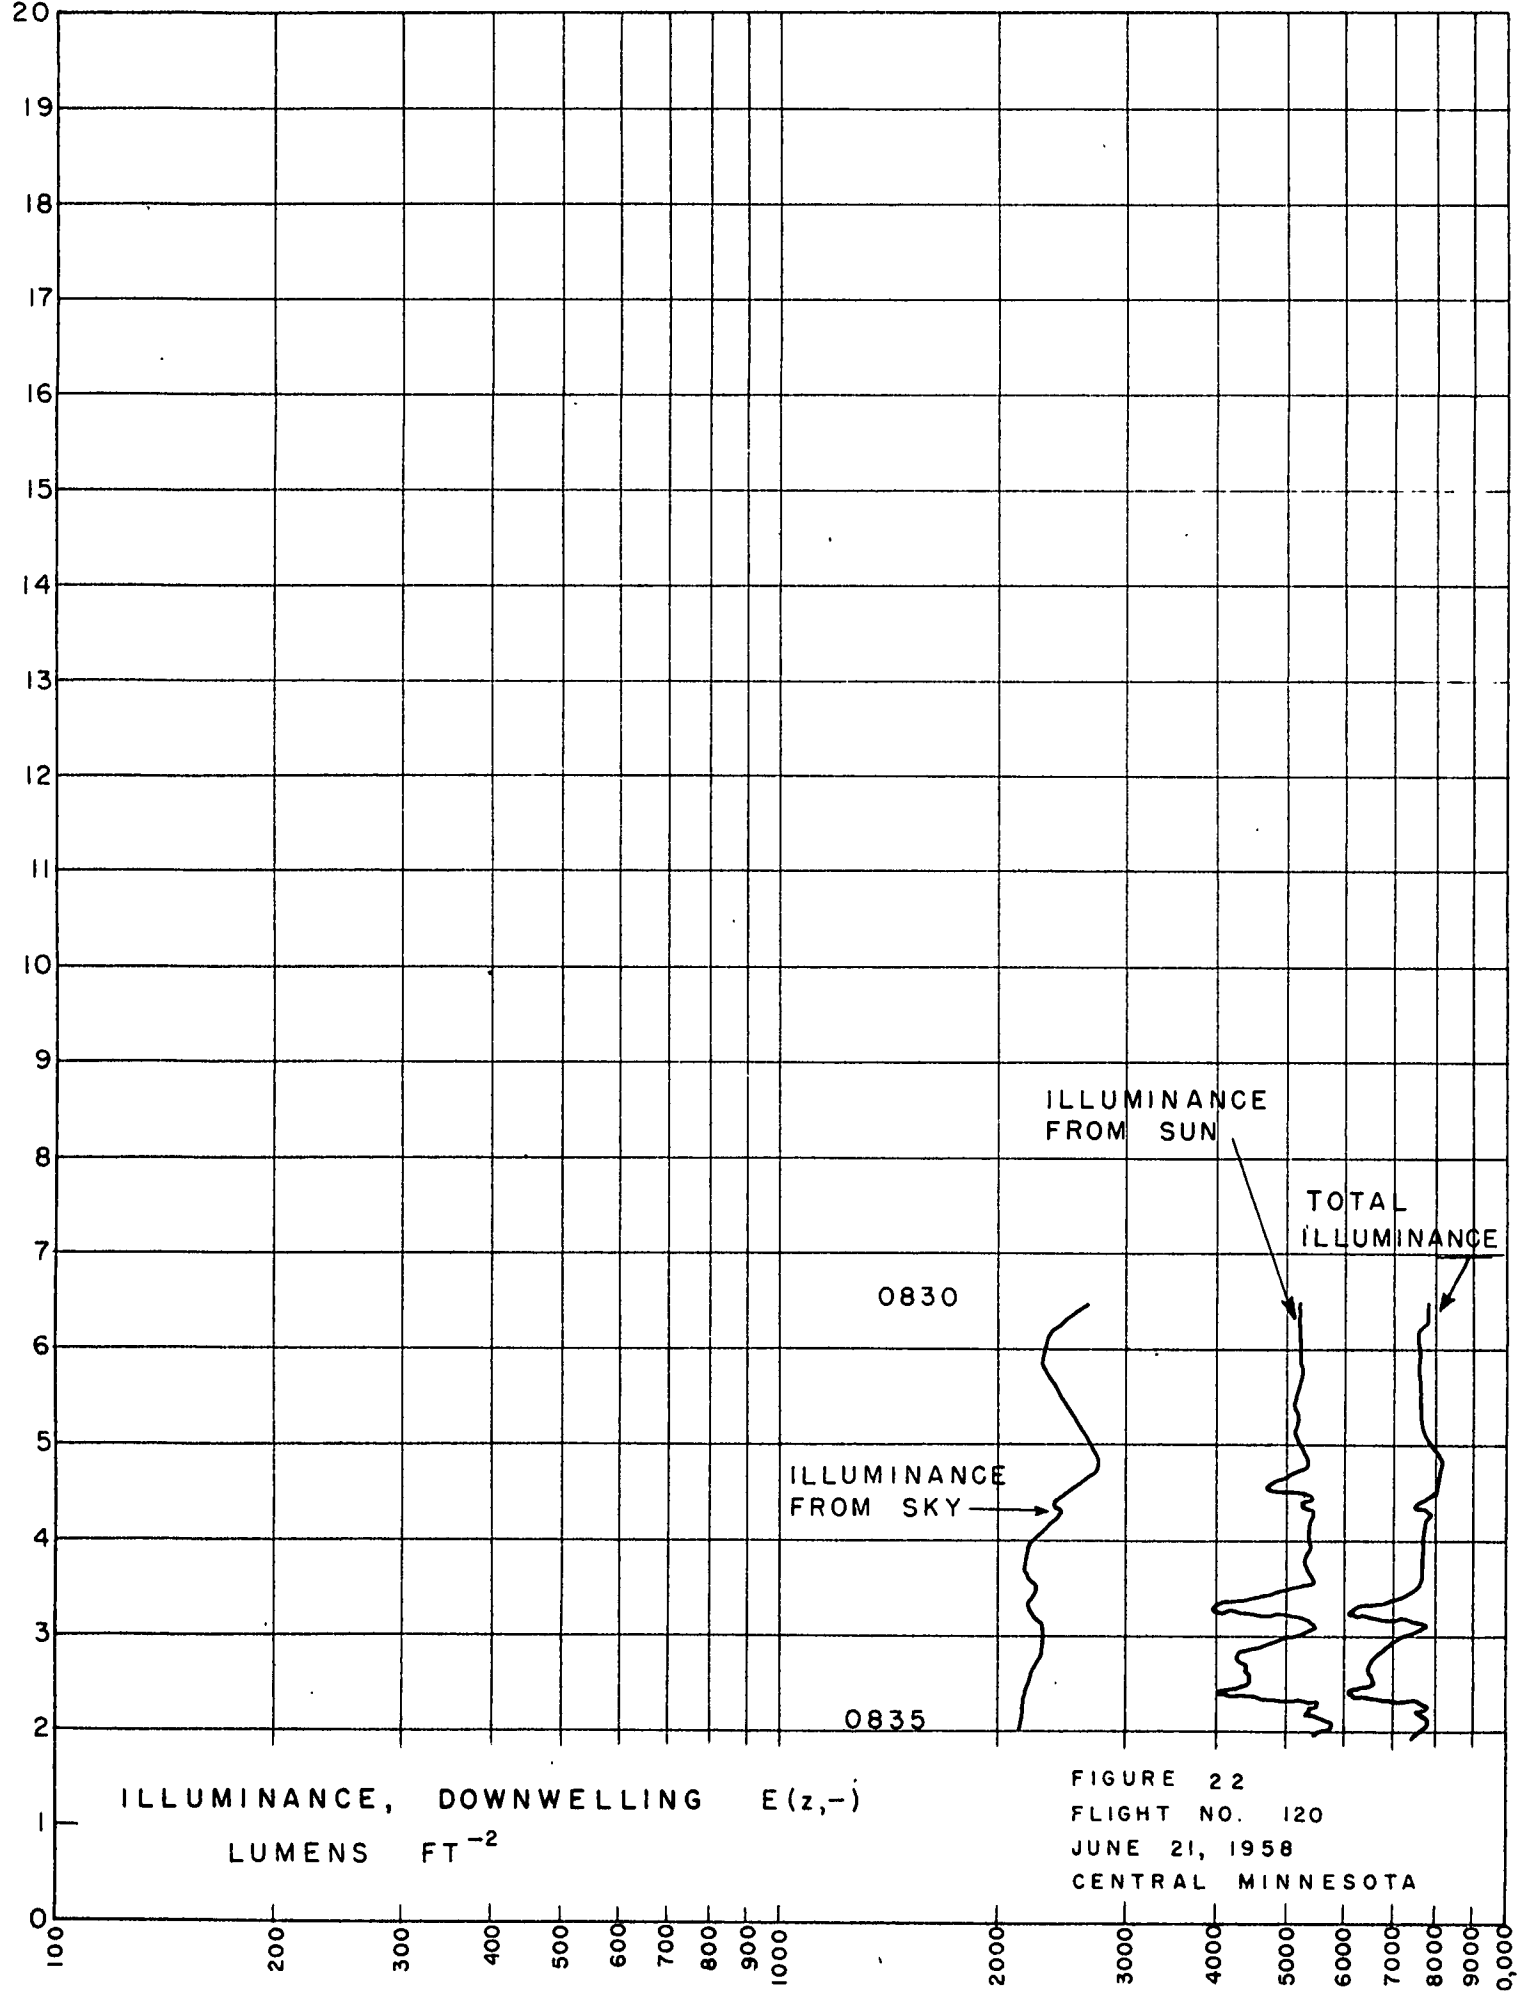 20
19
18
17
16
15
14
13
12
11
10
9
8
7
6
5
4
3
2
1
0
ILLUMINANCE
FROM SUN
TOTAL
ILLUMINANCE
0830
ILLUMINANCE
FROM SKY
0835
ILLUMINANCE, DOWNWELLING E(z,-)
LUMENS FT⁻²
FIGURE 22
FLIGHT NO. 120
JUNE 21, 1958
CENTRAL MINNESOTA
100 200 300 400 500 600 700 800 900 1000 2000 3000 4000 5000 6000 7000 8000 9000 0,000